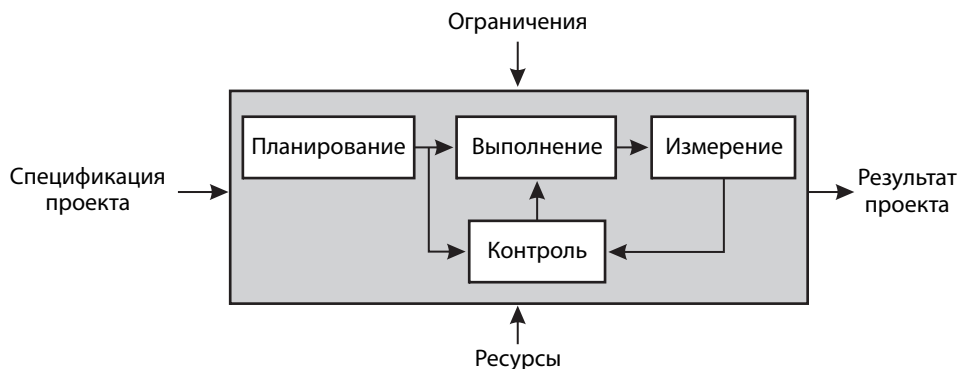 Ограничения
Планирование
Выполнение
Измерение
Спецификация
проекта
Результат
проекта
Контроль
Ресурсы